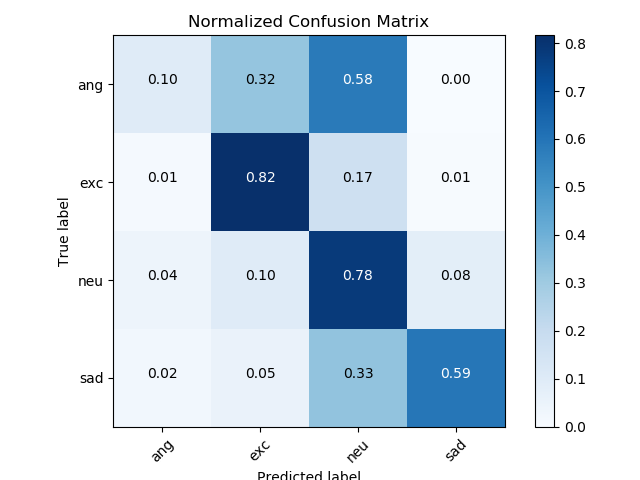 Normalized Confusion Matrix
ang 0.10 0.32 0.58 0.00
exc 0.01 0.82 0.17 0.01
neu 0.04 0.10 0.78 0.08
sad 0.02 0.05 0.33 0.59
ang exc neu sad
True label
Predicted label
0.8
0.7
0.6
0.5
0.4
0.3
0.2
0.1
0.0